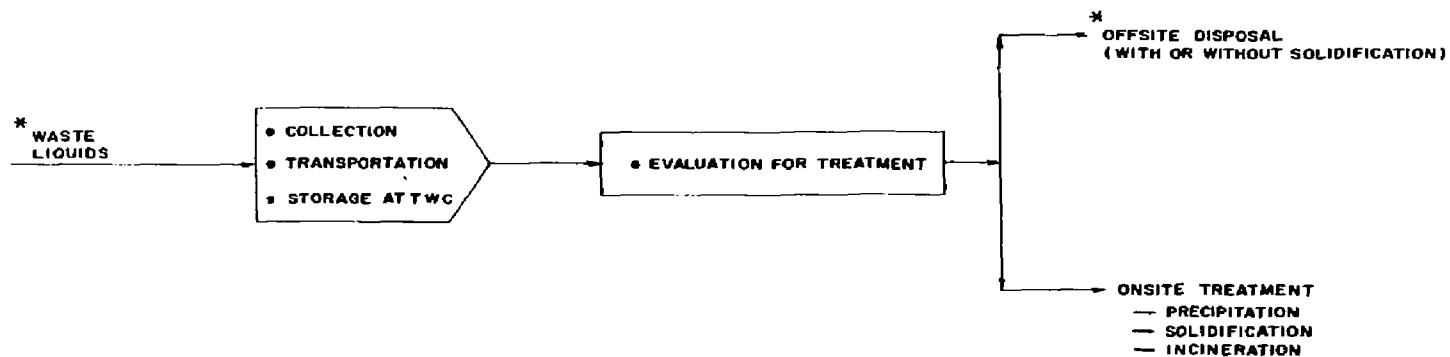 * WASTE
LIQUIDS
• COLLECTION
• TRANSPORTATION
• STORAGE AT TWC
• EVALUATION FOR TREATMENT
*
OFFSITE DISPOSAL
(WITH OR WITHOUT SOLIDIFICATION)
ONSITE TREATMENT
— PRECIPITATION
— SOLIDIFICATION
— INCINERATION